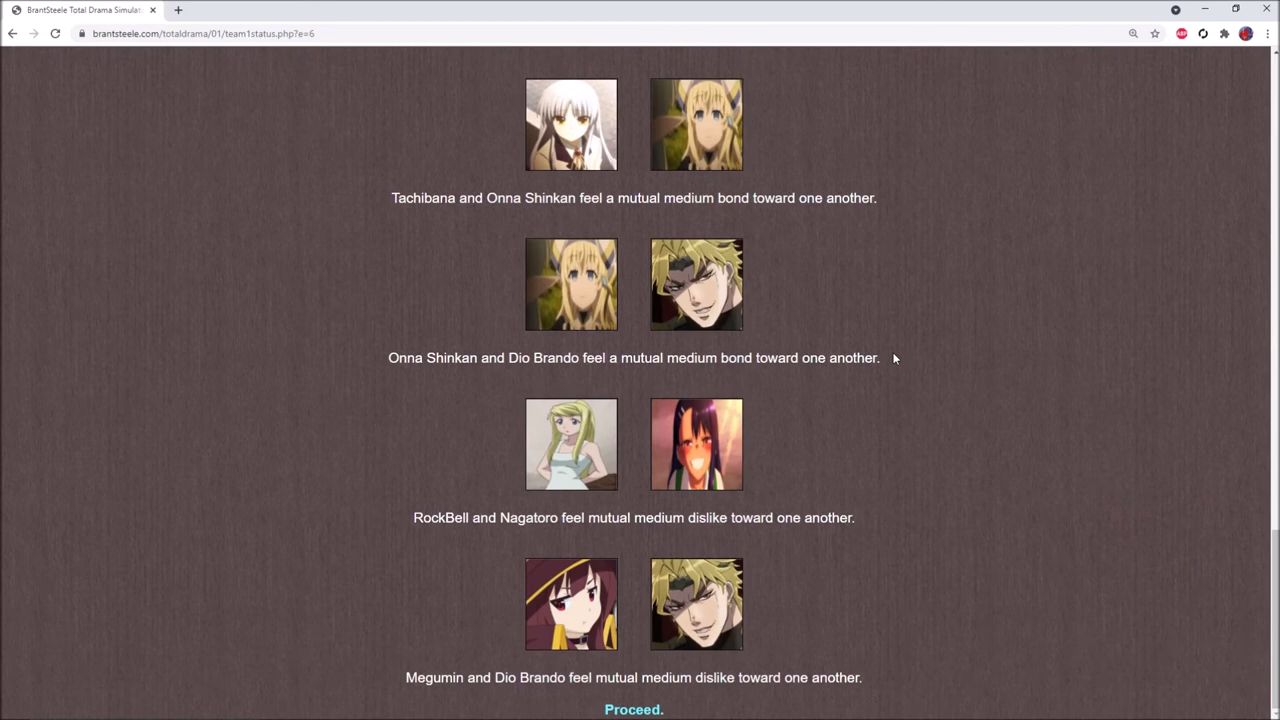 BrantSteele Total Drama Simulat
brantsteele.com/totaldrama/01/team1status.php?e=6
ABP
Tachibana and Onna Shinkan feel a mutual medium bond toward one another.
Onna Shinkan and Dio Brando feel a mutual medium bond toward one another.
RockBell and Nagatoro feel mutual medium dislike toward one another.
Megumin and Dio Brando feel mutual medium dislike toward one another.
Proceed.